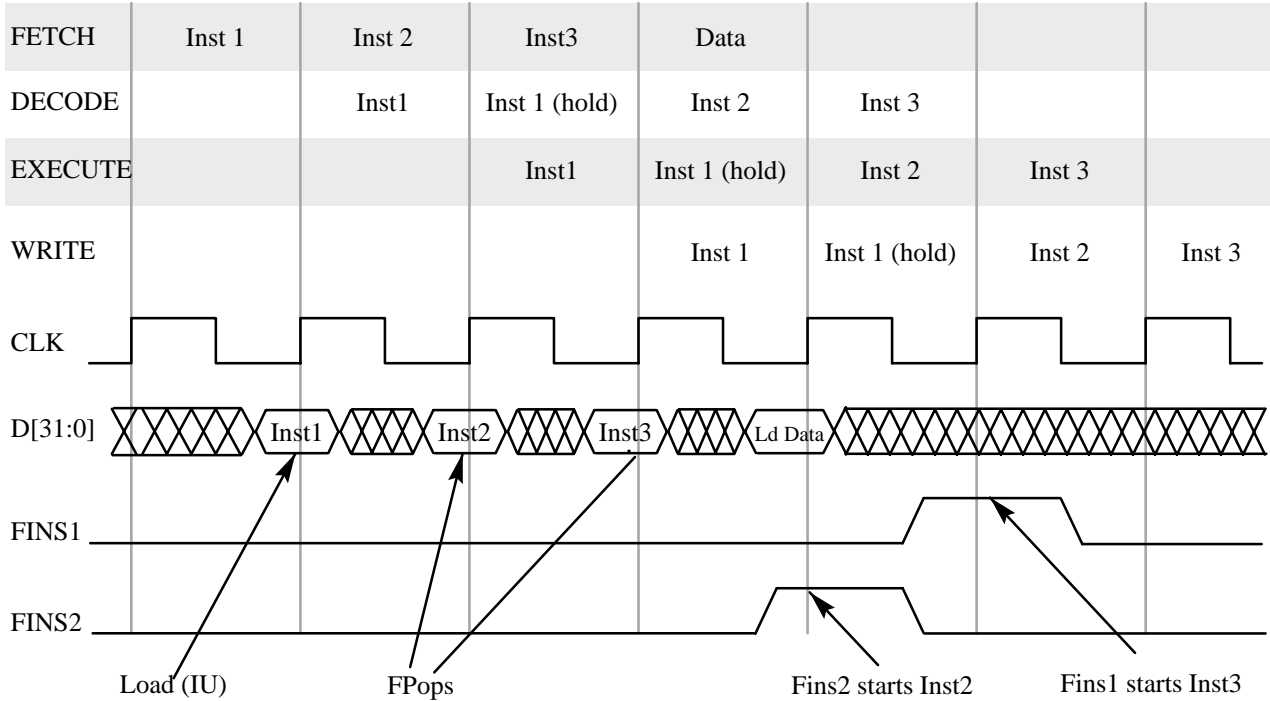 FETCH Inst 1 Inst 2 Inst3 Data
DECODE Inst1 Inst 1 (hold) Inst 2 Inst 3
EXECUTE Inst1 Inst 1 (hold) Inst 2 Inst 3
WRITE Inst 1 Inst 1 (hold) Inst 2 Inst 3
CLK
D[31:0] Inst1 Inst2 Inst3 Ld Data
FINS1
FINS2
Load (IU) FPops Fins2 starts Inst2 Fins1 starts Inst3